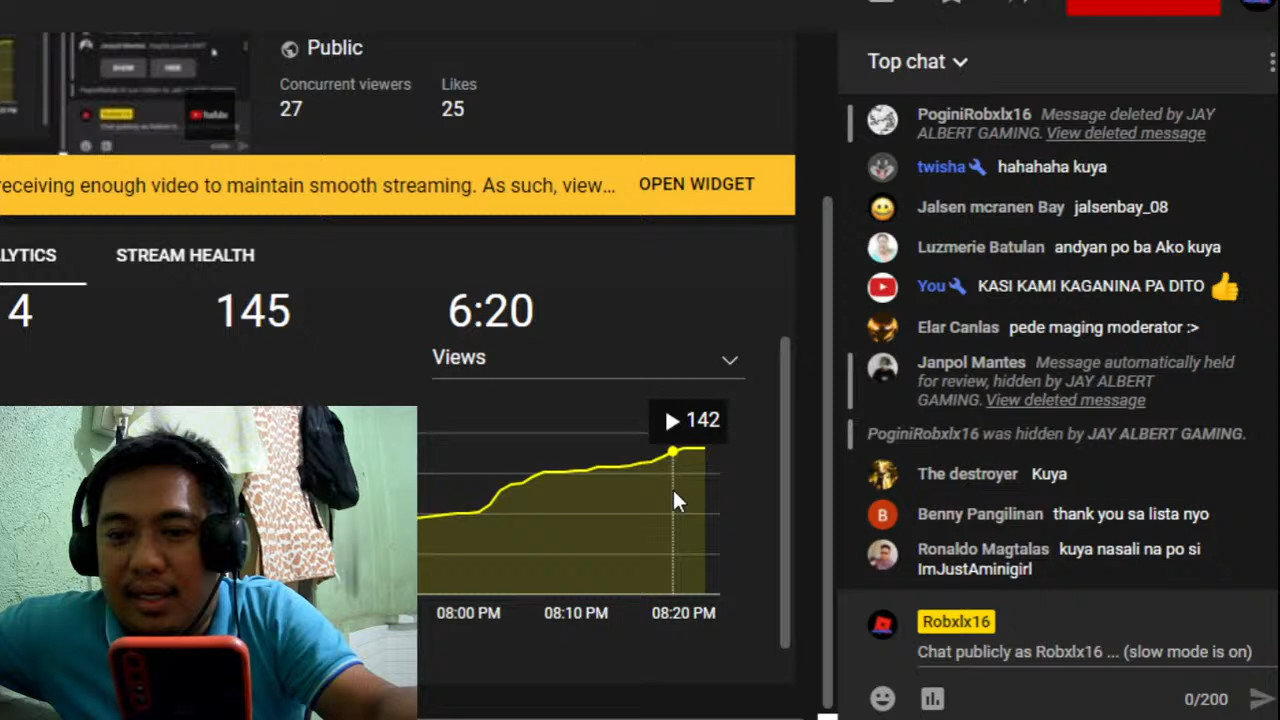 Public
Concurrent viewers
Likes
27
25
YouTube
receiving enough video to maintain smooth streaming. As such, view...
OPEN WIDGET
LYTICS
STREAM HEALTH
4
145
6:20
Views
142
08:00 PM
08:10 PM
08:20 PM
Top chat
PoginiRobxlx16 Message deleted by JAY
ALBERT GAMING. View deleted message
twisha hahahaha kuya
Jalsen mcranen Bay jalsenbay_08
Luzmerie Batulan andyan po ba Ako kuya
You KASI KAMI KAGANINA PA DITO 👍
Elar Canlas pede maging moderator :>
Janpol Mantes Message automatically held
for review, hidden by JAY ALBERT
GAMING. View deleted message
PoginiRobxlx16 was hidden by JAY ALBERT GAMING.
The destroyer Kuya
B
Benny Pangilinan thank you sa lista nyo
Ronaldo Magtalas kuya nasali na po si
ImJustAminigirl
Robxlx16
Chat publicly as Robxlx16 ... (slow mode is on)
0/200